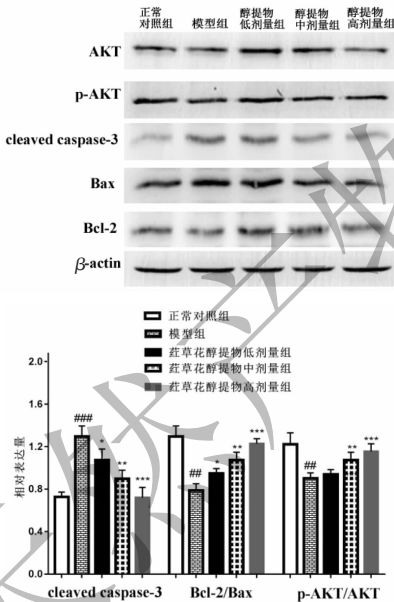 正常 醇提物 醇提物 醇提物
对照组 模型组 低剂量组 中剂量组 高剂量组
AKT
p-AKT
cleaved caspase-3
Bax
Bcl-2
β-actin
正常对照组
模型组
荭草花醇提物低剂量组
荭草花醇提物中剂量组
荭草花醇提物高剂量组
相对表达量
2.0
1.6
1.2
0.8
0.4
0.0
### * ** ***
## * ** ***
## ** ***
cleaved caspase-3 Bcl-2/Bax p-AKT/AKT